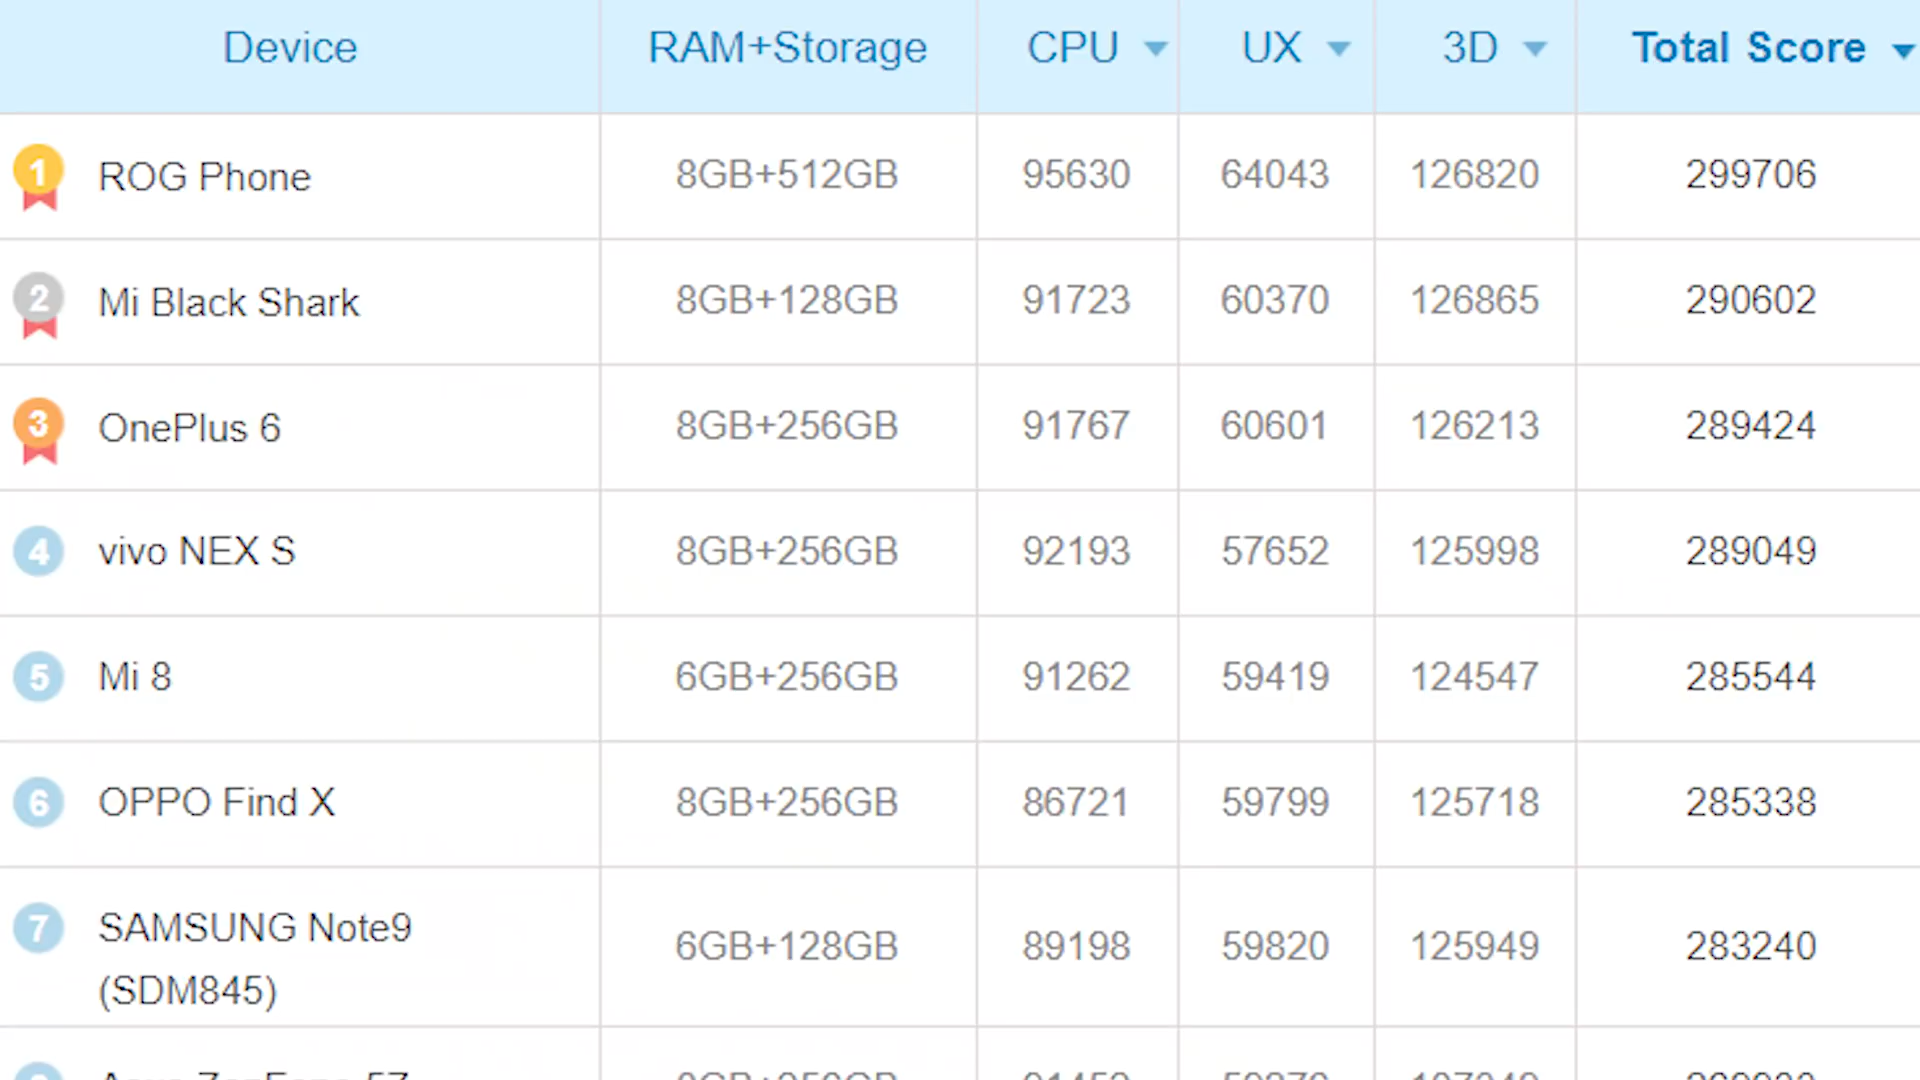 Device RAM+Storage CPU UX 3D Total Score
1 ROG Phone 8GB+512GB 95630 64043 126820 299706
2 Mi Black Shark 8GB+128GB 91723 60370 126865 290602
3 OnePlus 6 8GB+256GB 91767 60601 126213 289424
4 vivo NEX S 8GB+256GB 92193 57652 125998 289049
5 Mi 8 6GB+256GB 91262 59419 124547 285544
6 OPPO Find X 8GB+256GB 86721 59799 125718 285338
7 SAMSUNG Note9 6GB+128GB 89198 59820 125949 283240
(SDM845)